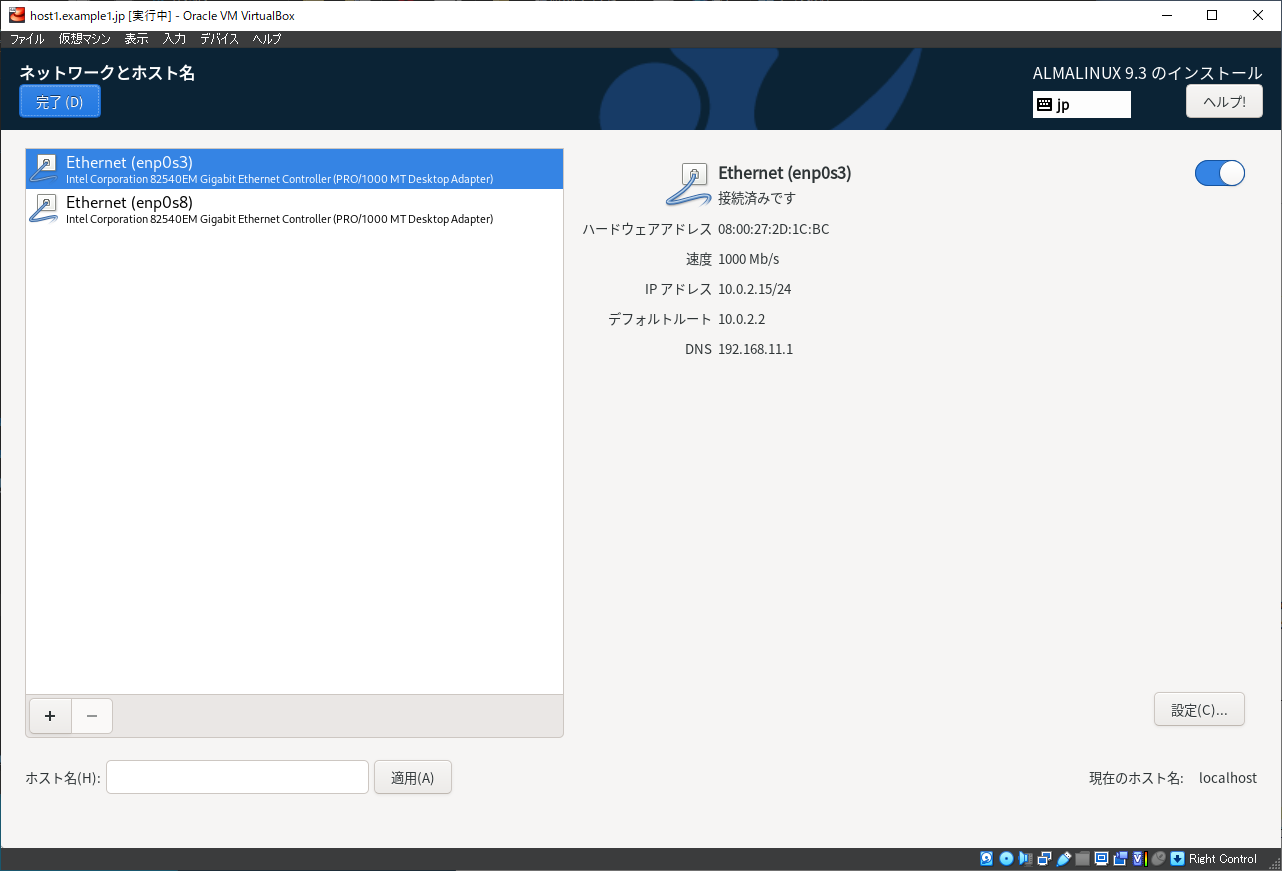 host1.example1.jp [実行中] - Oracle VM VirtualBox
ファイル 仮想マシン 表示 入力 デバイス ヘルプ
ネットワークとホスト名
完了 (D)
ALMALINUX 9.3 のインストール
jp
ヘルプ!
Ethernet (enp0s3)
Intel Corporation 82540EM Gigabit Ethernet Controller (PRO/1000 MT Desktop Adapter)
Ethernet (enp0s8)
Intel Corporation 82540EM Gigabit Ethernet Controller (PRO/1000 MT Desktop Adapter)
Ethernet (enp0s3)
接続済みです
ハードウェアアドレス 08:00:27:2D:1C:BC
速度 1000 Mb/s
IP アドレス 10.0.2.15/24
デフォルトルート 10.0.2.2
DNS 192.168.11.1
設定(C)...
ホスト名(H):
適用(A)
現在のホスト名: localhost
Right Control